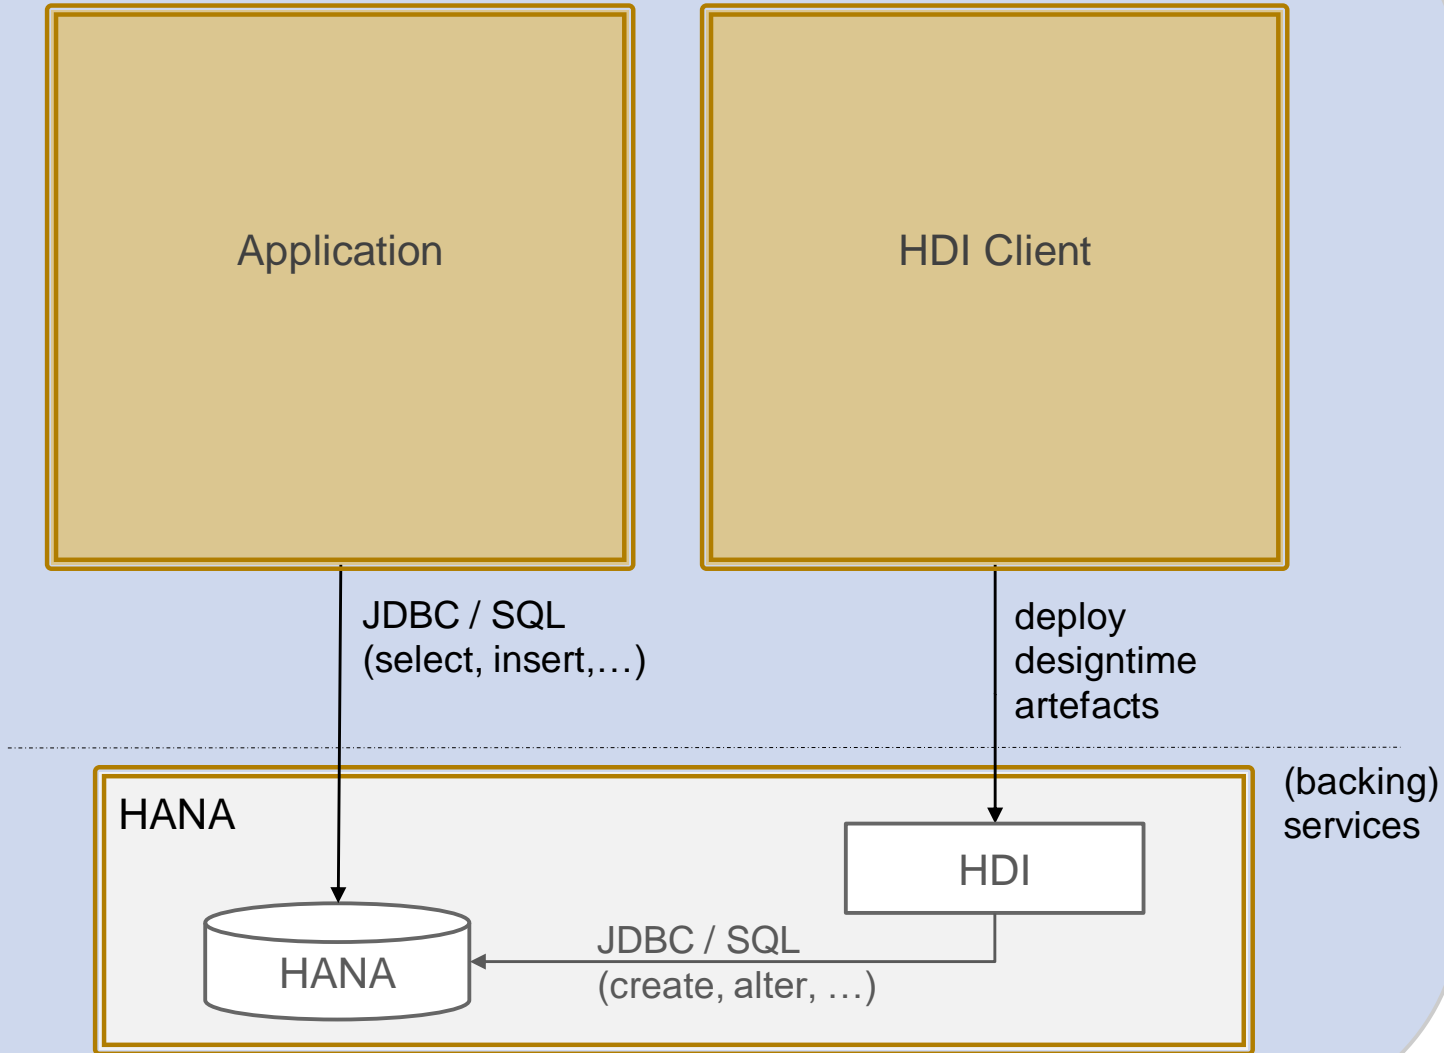 Application
HDI Client
JDBC / SQL
(select, insert,…)
deploy
designtime
artefacts
(backing)
services
HANA
HDI
JDBC / SQL
(create, alter, …)
HANA